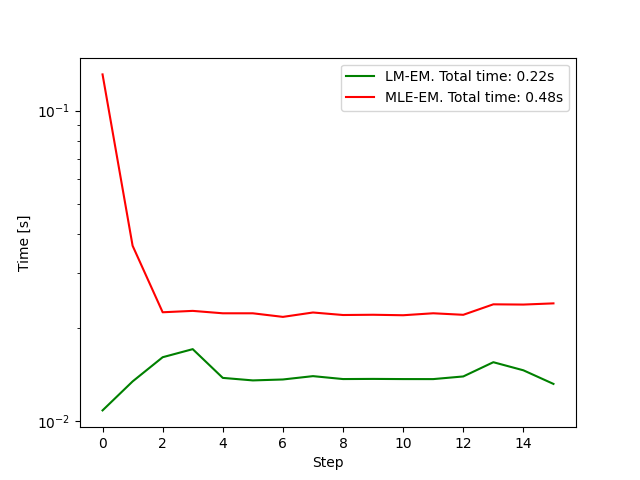 LM-EM. Total time: 0.22s
MLE-EM. Total time: 0.48s
10⁻¹
10⁻²
Time [s]
0 2 4 6 8 10 12 14
Step